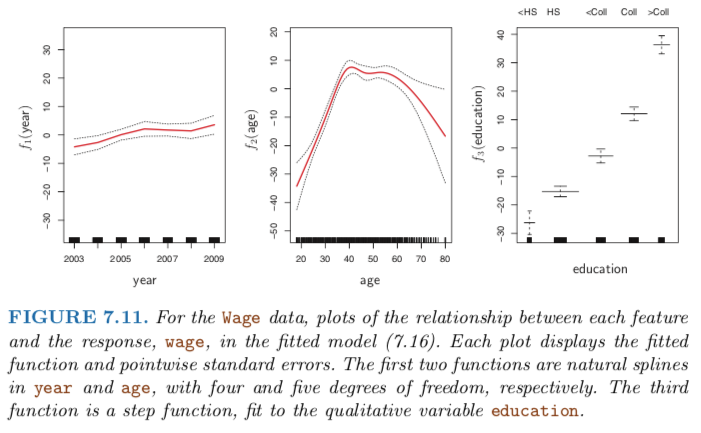 <HS HS <Coll Coll >Coll
30
20
10
0
−10
−20
−30
f1(year)
2003 2005 2007 2009
year
20
10
0
−10
−20
−30
−40
−50
f2(age)
20 30 40 50 60 70 80
age
40
30
20
10
0
−10
−20
−30
f3(education)
education
FIGURE 7.11. For the Wage data, plots of the relationship between each feature
and the response, wage, in the fitted model (7.16). Each plot displays the fitted
function and pointwise standard errors. The first two functions are natural splines
in year and age, with four and five degrees of freedom, respectively. The third
function is a step function, fit to the qualitative variable education.